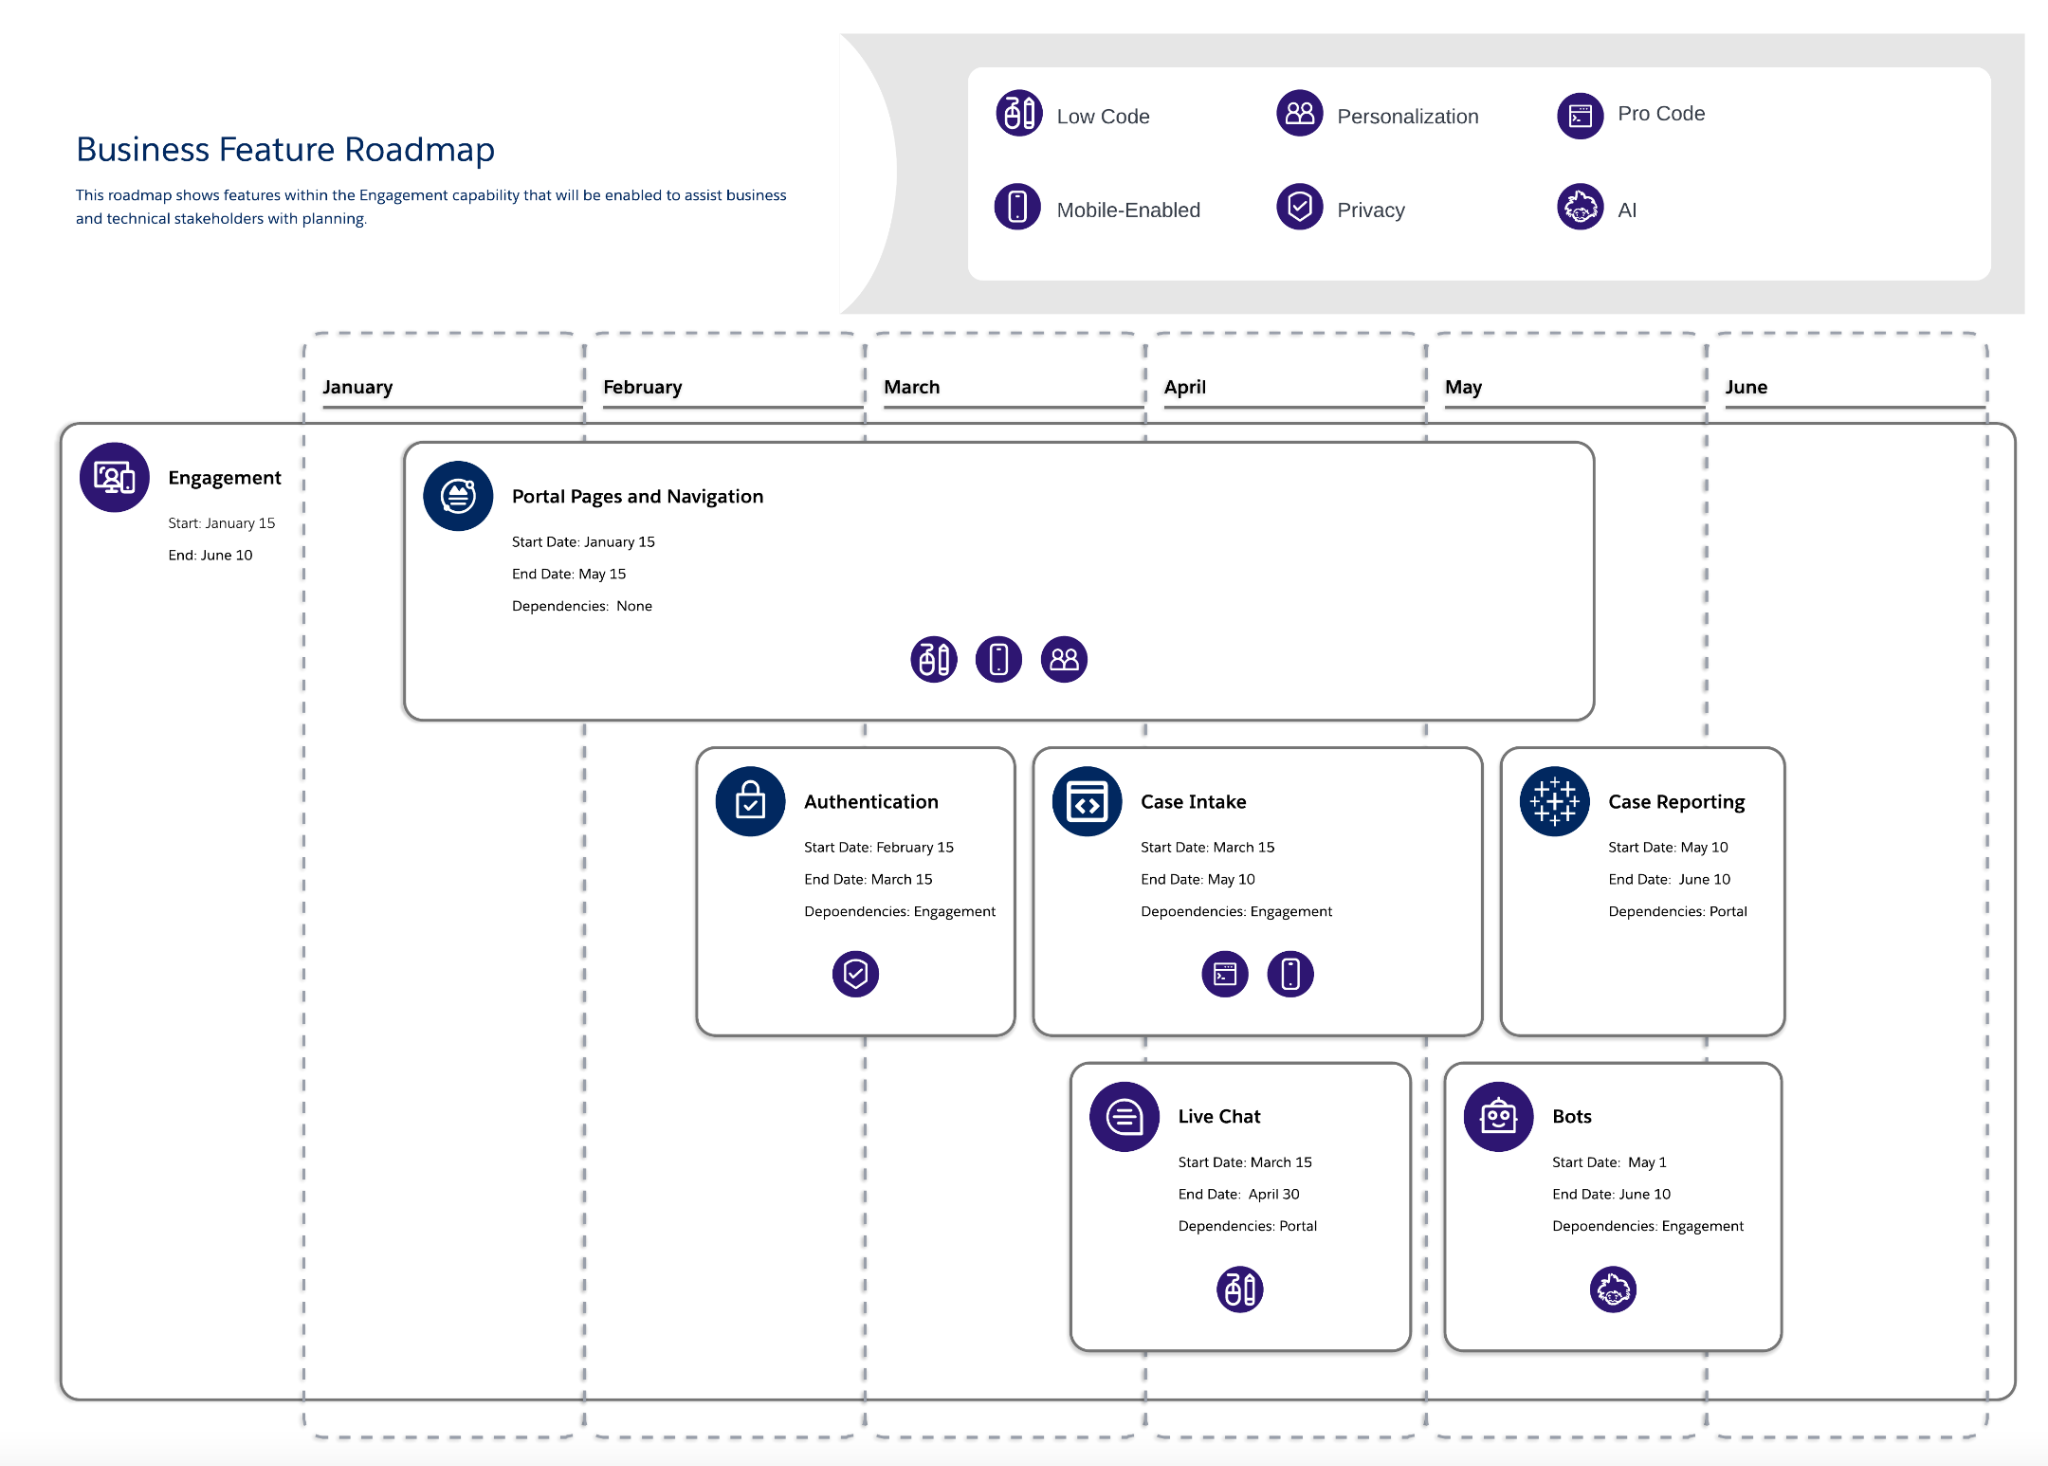 Business Feature Roadmap
This roadmap shows features within the Engagement capability that will be enabled to assist business
and technical stakeholders with planning.
Low Code
Personalization
Pro Code
Mobile-Enabled
Privacy
AI
January
February
March
April
May
June
Engagement
Start: January 15
End: June 10
Portal Pages and Navigation
Start Date: January 15
End Date: May 15
Dependencies:  None
Authentication
Start Date: February 15
End Date: March 15
Depoendencies: Engagement
Case Intake
Start Date: March 15
End Date: May 10
Depoendencies: Engagement
Case Reporting
Start Date: May 10
End Date:  June 10
Dependencies: Portal
Live Chat
Start Date: March 15
End Date:  April 30
Dependencies: Portal
Bots
Start Date:  May 1
End Date: June 10
Depoendencies: Engagement